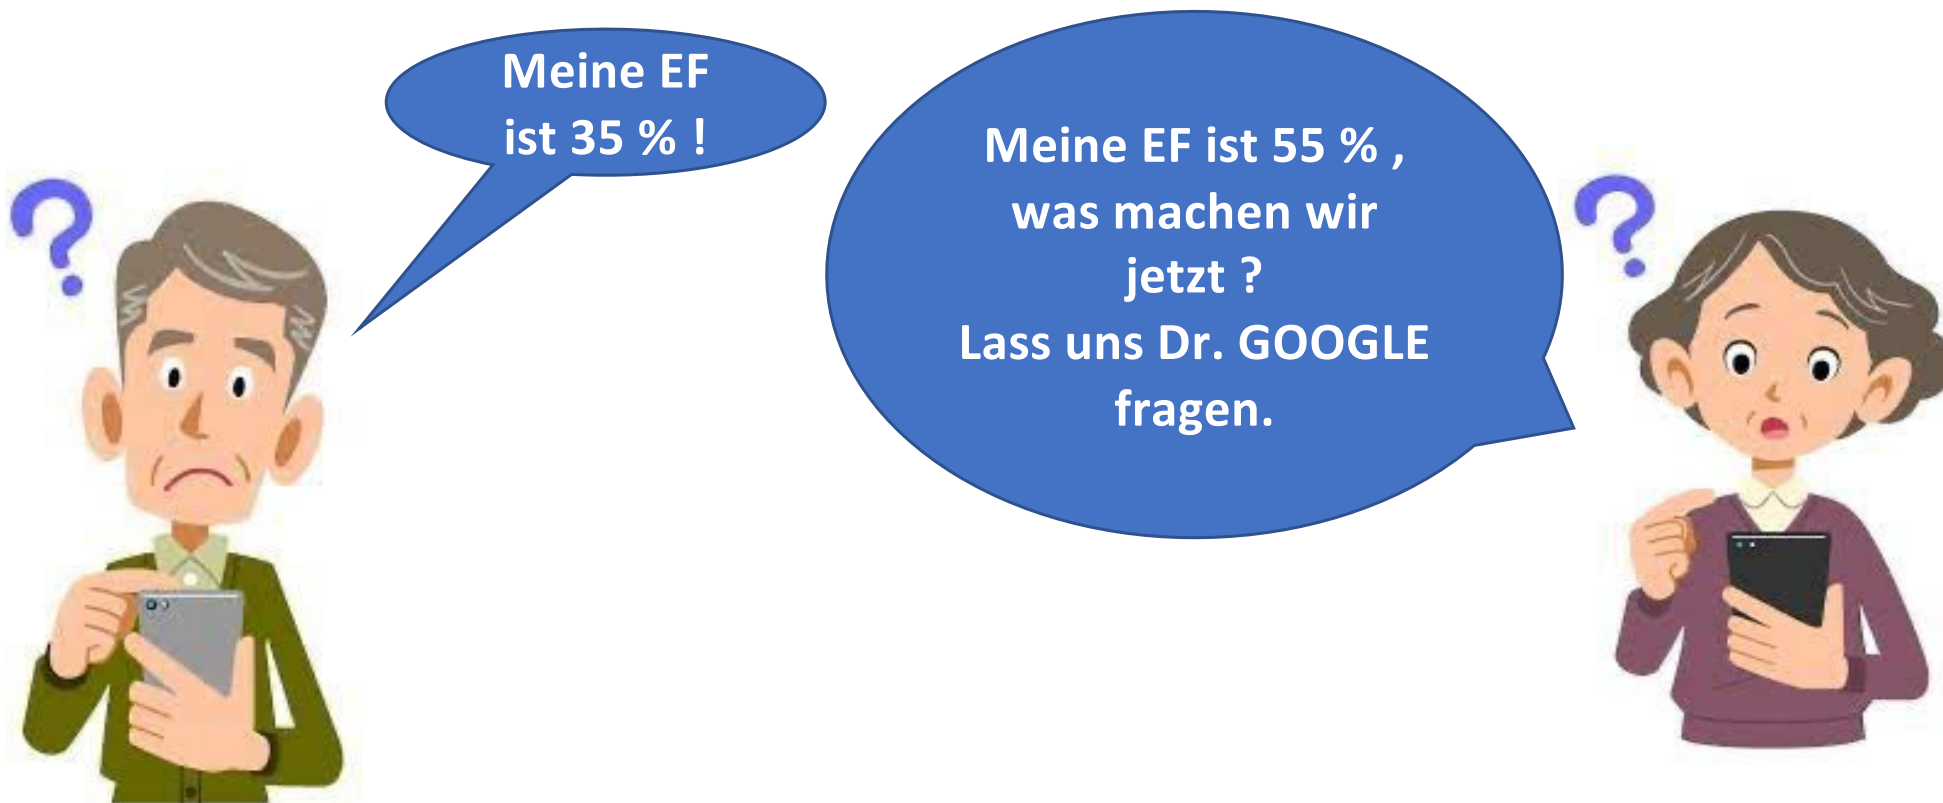 Meine EF
ist 35 % !
Meine EF ist 55 % ,
was machen wir
jetzt ?
Lass uns Dr. GOOGLE
fragen.